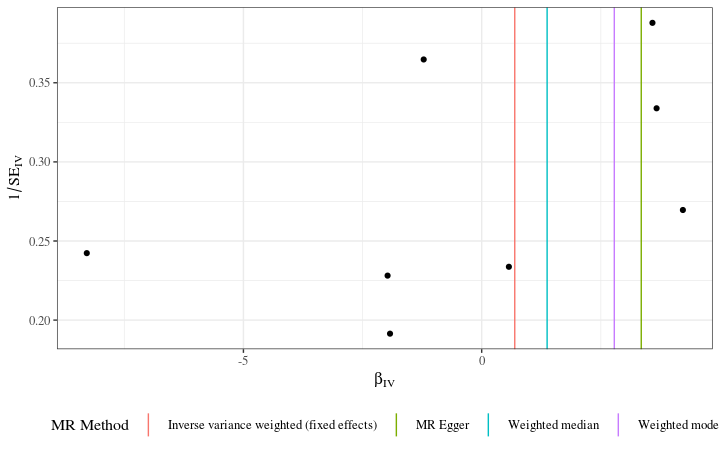 0.35
0.30
0.25
0.20
1/SE_IV
-5
0
β_IV
MR Method Inverse variance weighted (fixed effects) MR Egger Weighted median Weighted mode